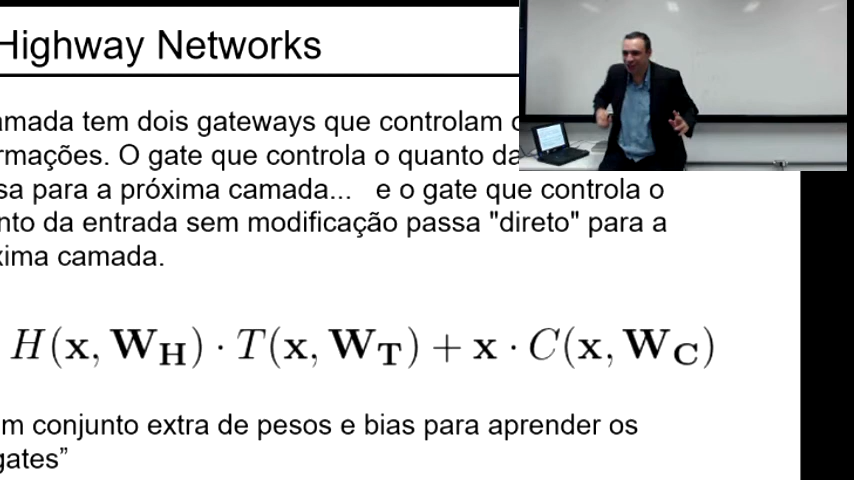 Highway Networks
amada tem dois gateways que controlam
rmações. O gate que controla o quanto da
sa para a próxima camada... e o gate que controla o
nto da entrada sem modificação passa "direto" para a
xima camada.
H(x, W_H) · T(x, W_T) + x · C(x, W_C)
m conjunto extra de pesos e bias para aprender os
gates”